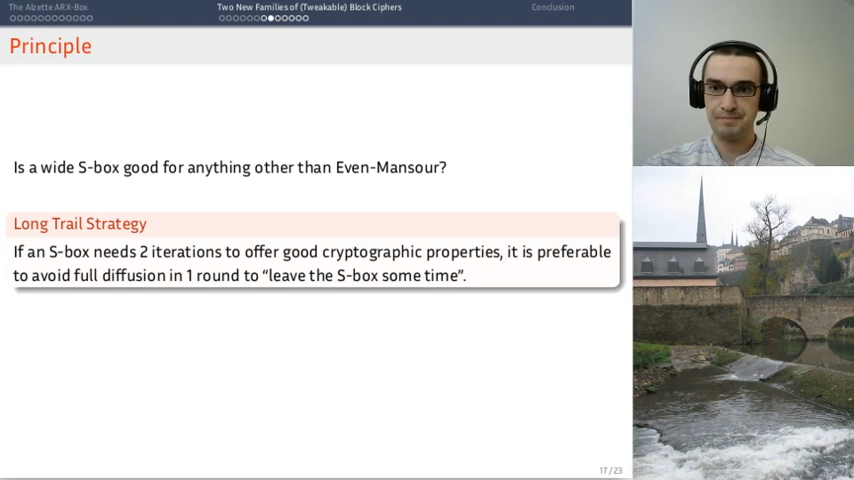 The Alzette ARX-Box
Two New Families of (Tweakable) Block Ciphers
Conclusion
Principle
Is a wide S-box good for anything other than Even-Mansour?
Long Trail Strategy
If an S-box needs 2 iterations to offer good cryptographic properties, it is preferable
to avoid full diffusion in 1 round to “leave the S-box some time”.
17/23